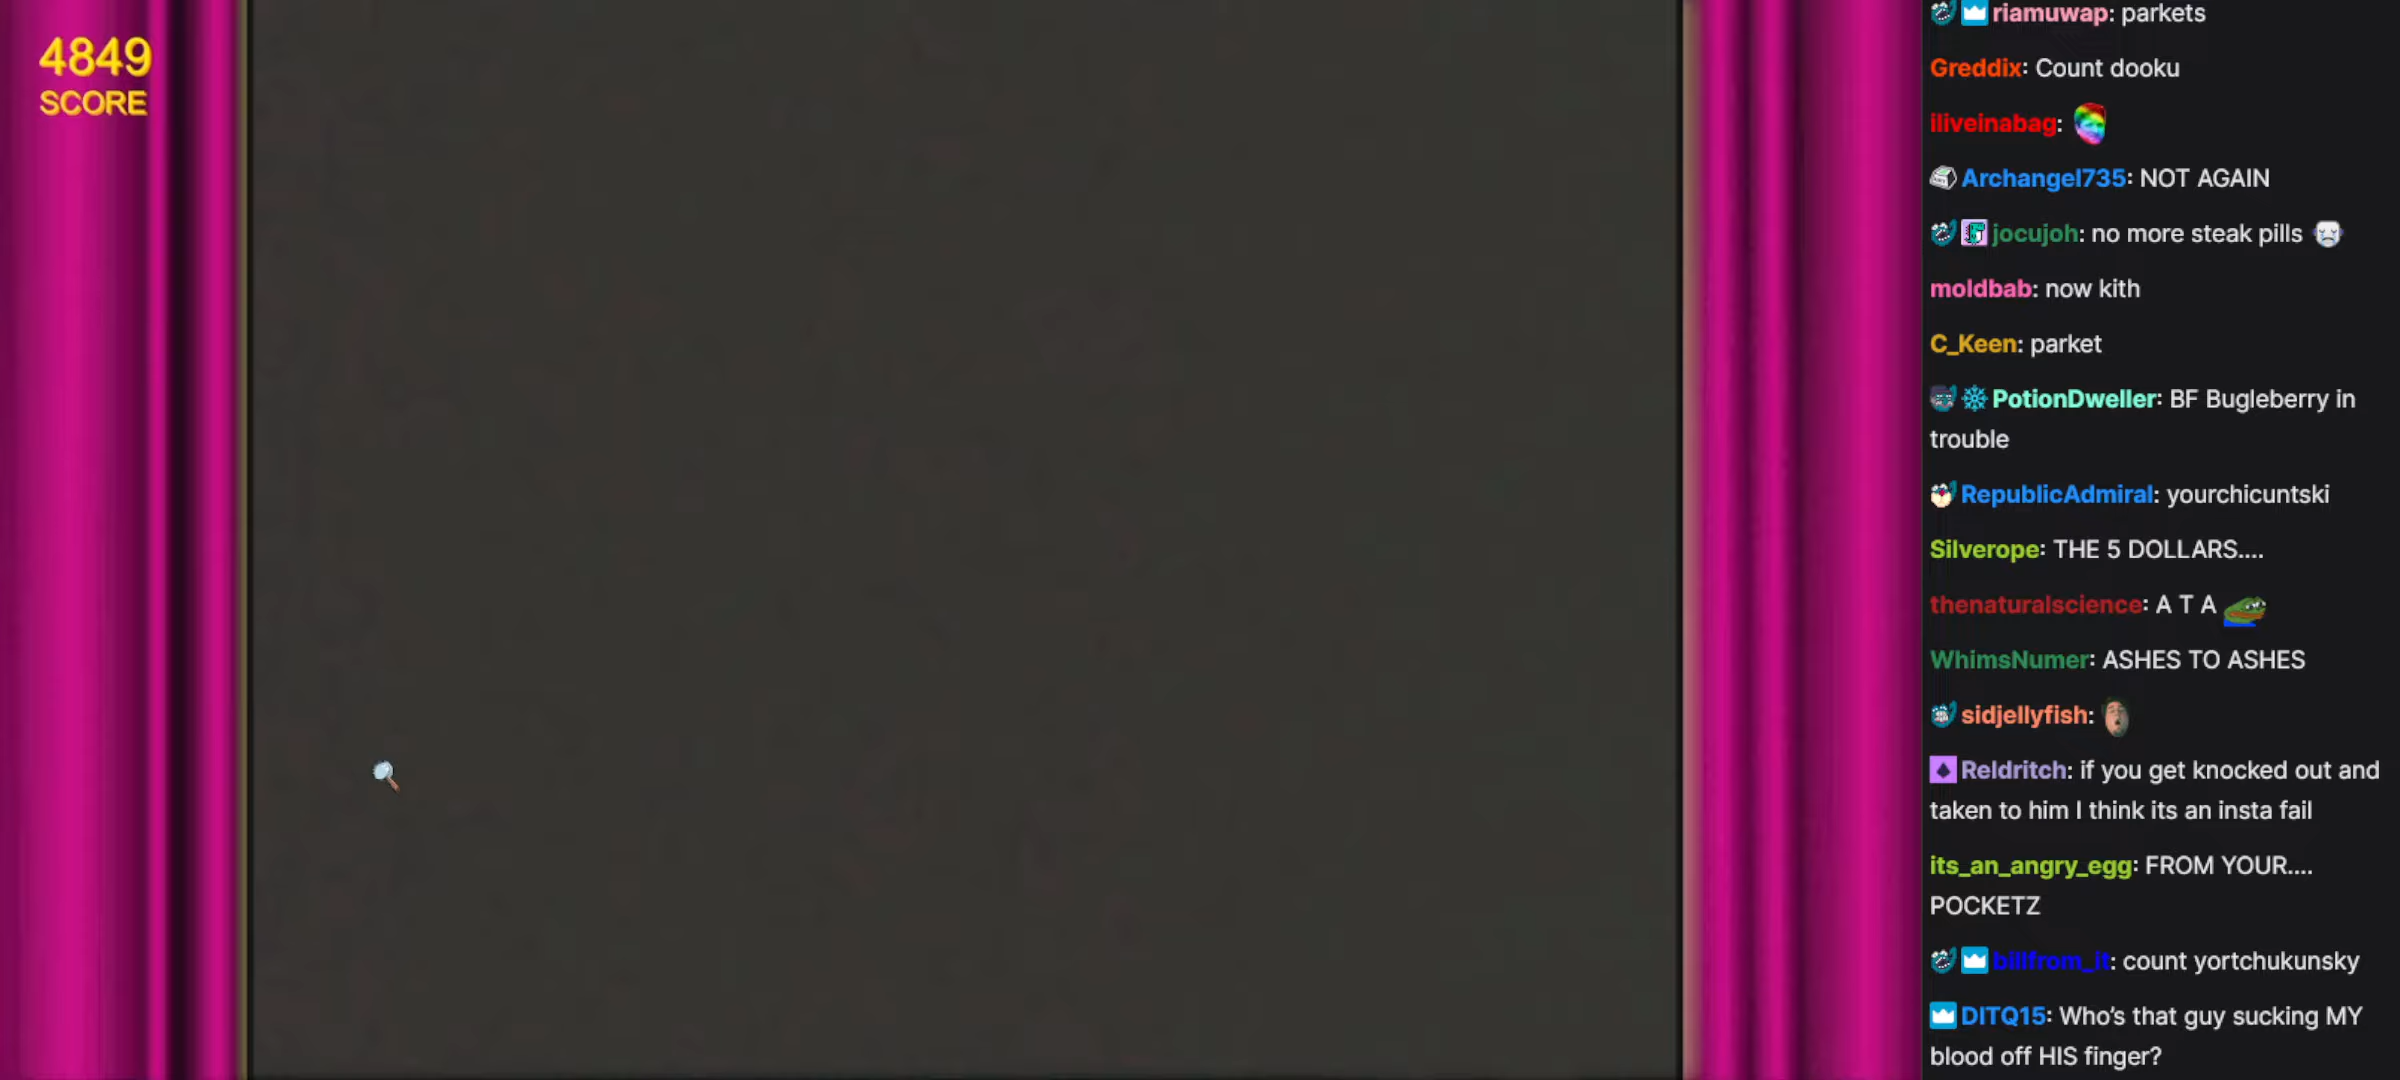 4849
SCORE
riamuwap: parkets
Greddix: Count dooku
iliveinabag:
Archangel735: NOT AGAIN
jocujoh: no more steak pills
moldbab: now kith
C_Keen: parket
PotionDweller: BF Bugleberry in
trouble
RepublicAdmiral: yourchicuntski
Silverope: THE 5 DOLLARS....
thenaturalscience: A T A
WhimsNumer: ASHES TO ASHES
sidjellyfish:
Reldritch: if you get knocked out and
taken to him I think its an insta fail
its_an_angry_egg: FROM YOUR....
POCKETZ
billfrom_it: count yortchukunsky
DITQ15: Who's that guy sucking MY
blood off HIS finger?